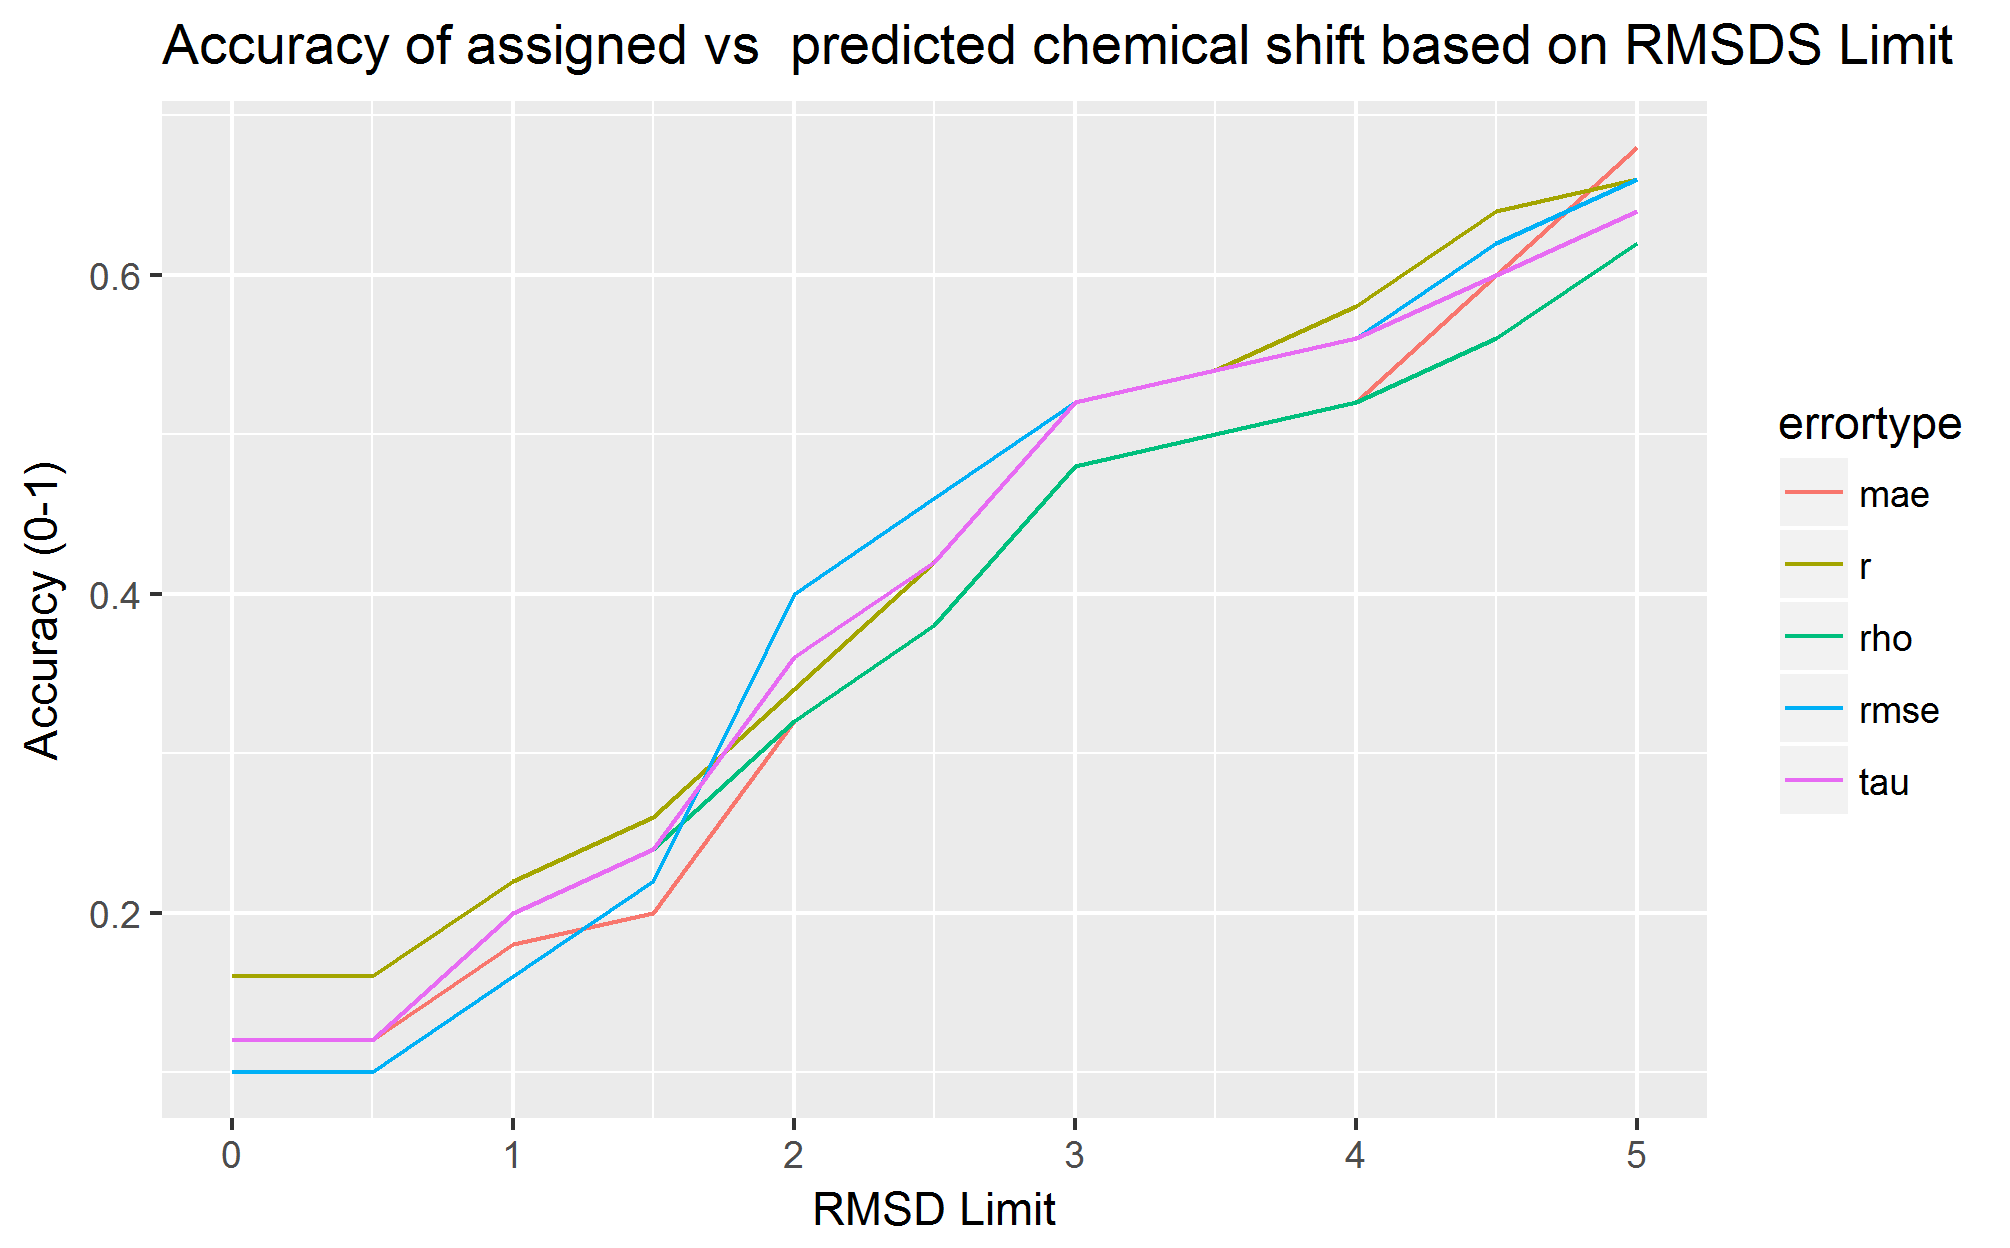 Accuracy of assigned vs  predicted chemical shift based on RMSDS Limit
Accuracy (0-1)
0.6
0.4
0.2
0
1
2
3
4
5
RMSD Limit
errortype
mae
r
rho
rmse
tau